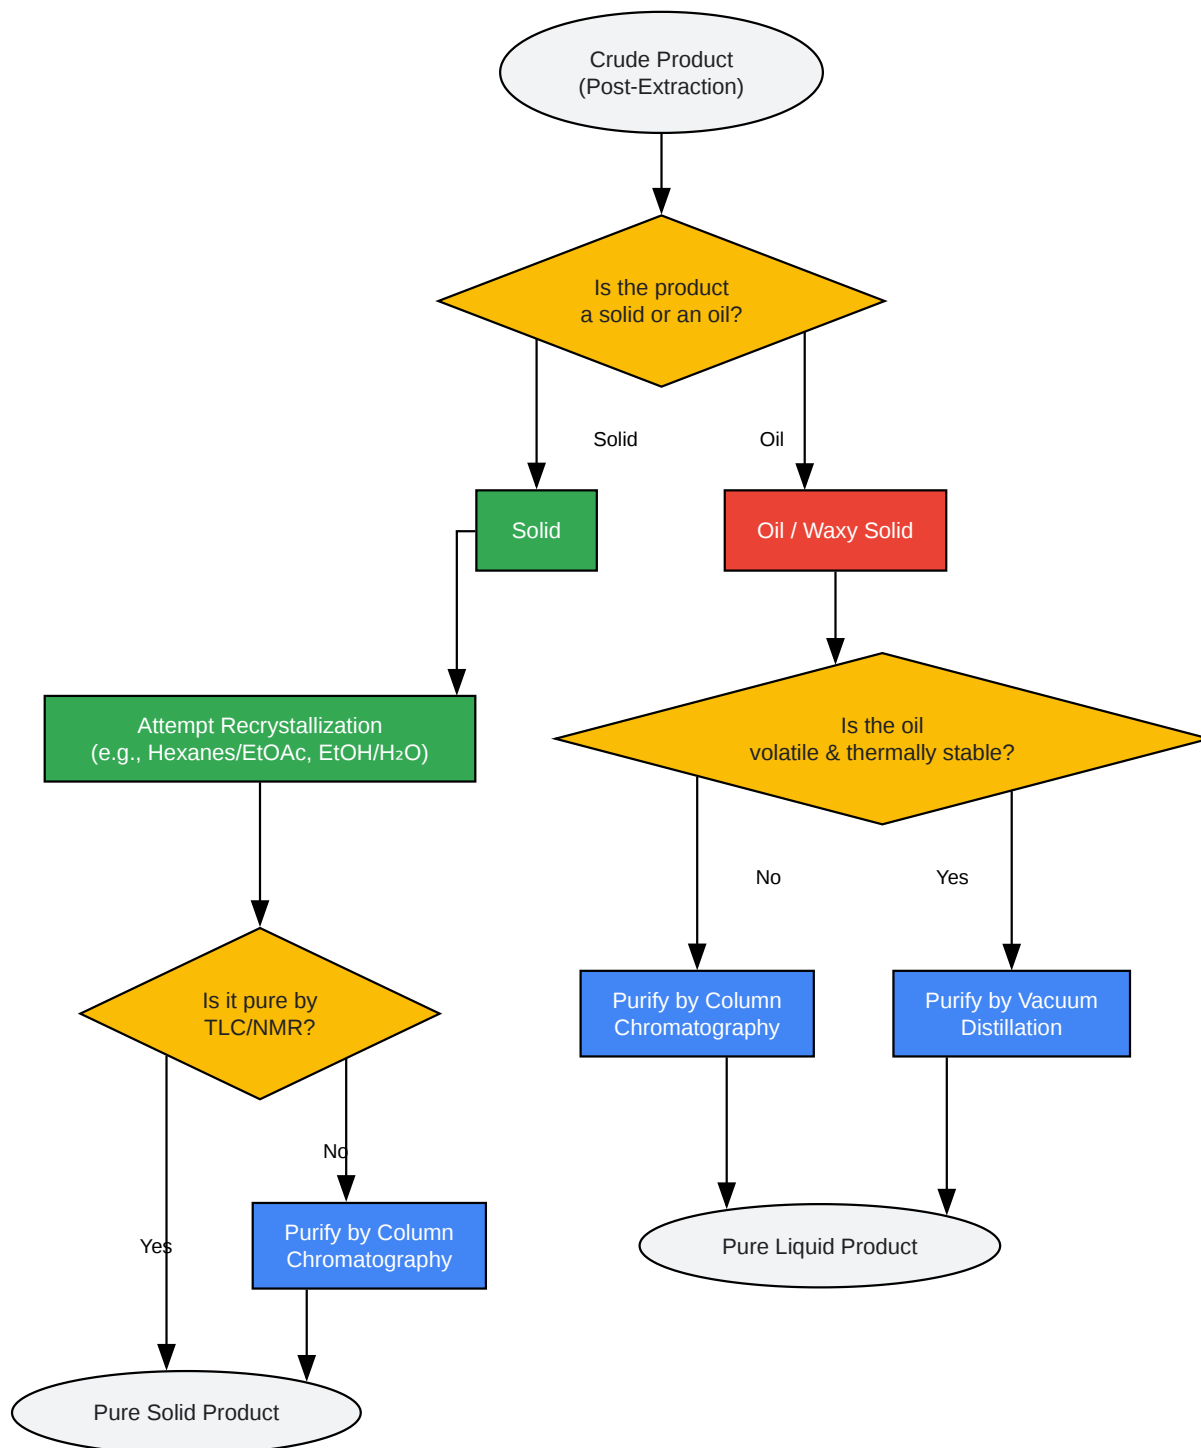 Crude Product
(Post-Extraction)
Is the product
a solid or an oil?
Solid
Oil
Solid
Oil / Waxy Solid
Attempt Recrystallization
(e.g., Hexanes/EtOAc, EtOH/H₂O)
Is the oil
volatile & thermally stable?
No
Yes
Is it pure by
TLC/NMR?
Purify by Column
Chromatography
Purify by Vacuum
Distillation
No
Yes
Purify by Column
Chromatography
Pure Liquid Product
Pure Solid Product